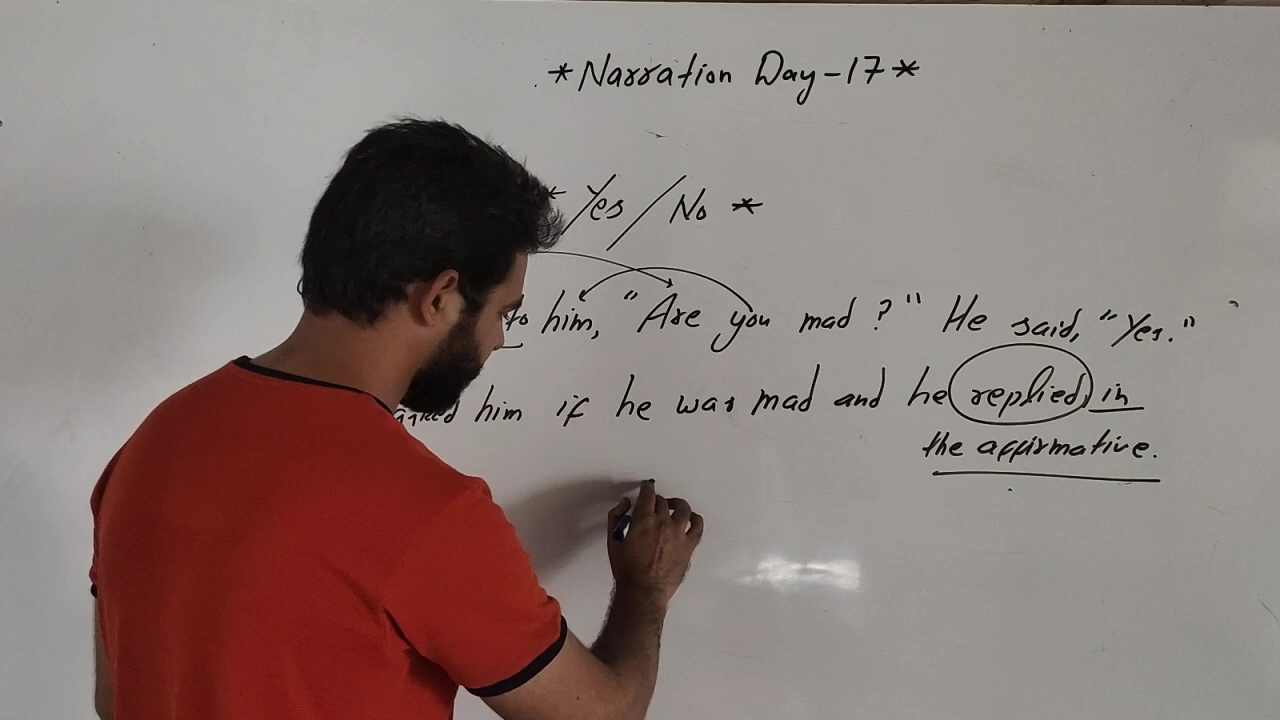 *Narration Day-17*
* Yes/No *
to him, "Are you mad?" He said, "Yes."
asked him if he was mad and he replied in
the affirmative.